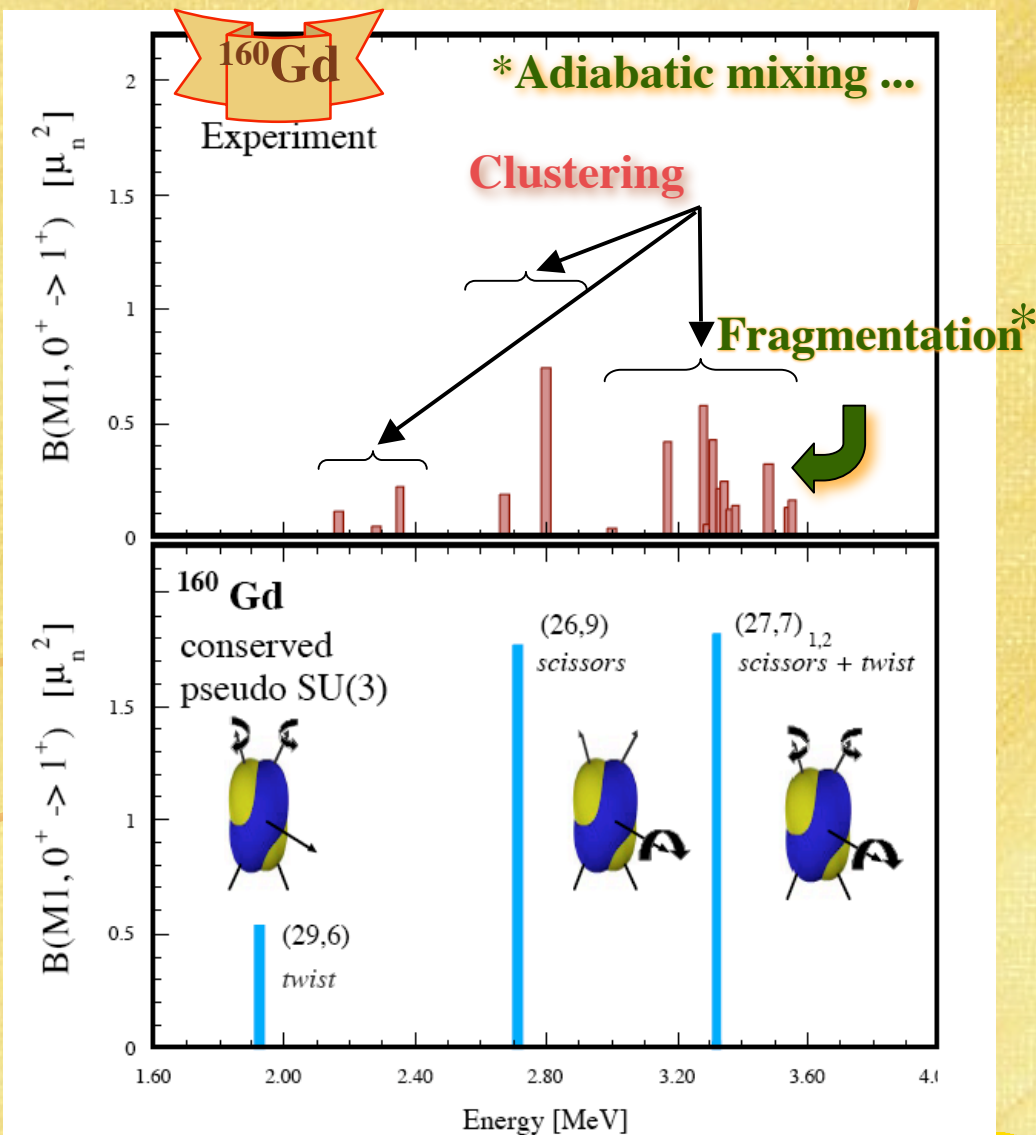 ¹⁶⁰Gd
*Adiabatic mixing ...
Experiment
Clustering
Fragmentation*
B(M1, 0⁺ -> 1⁺) [μₙ²]
2
1.5
1
0.5
0
¹⁶⁰ Gd
conserved
pseudo SU(3)
(26,9)
scissors
(27,7)₁,₂
scissors + twist
(29,6)
twist
B(M1, 0⁺ -> 1⁺) [μₙ²]
1.5
1
0.5
0
1.60 2.00 2.40 2.80 3.20 3.60 4.(
Energy [MeV]